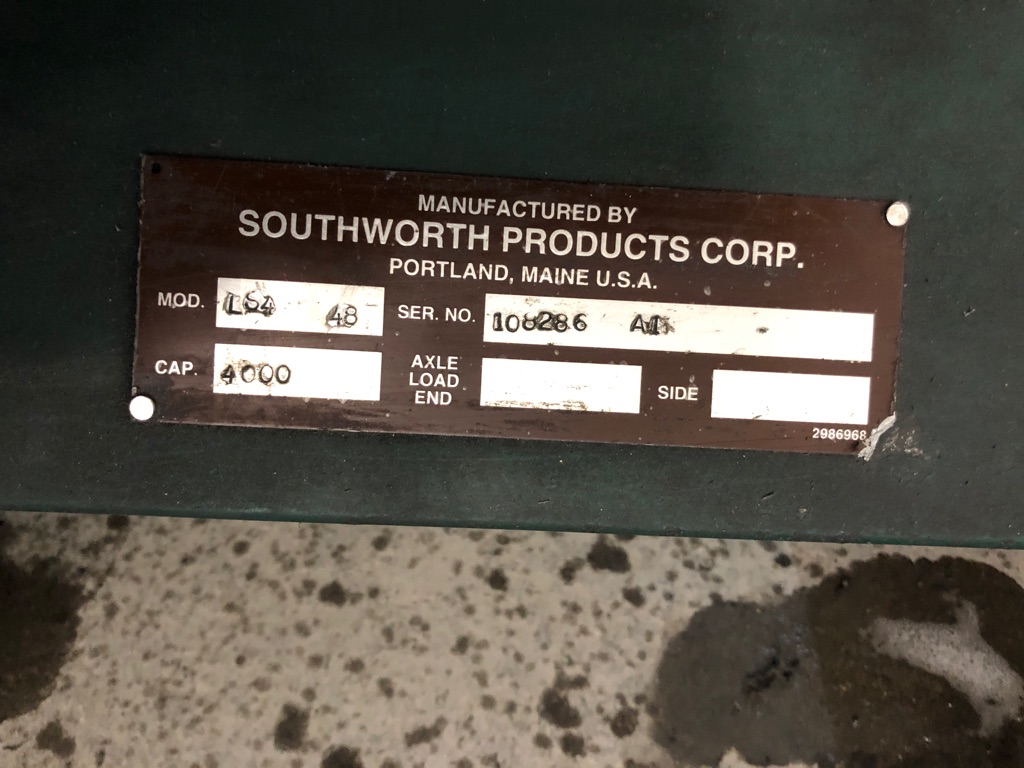 MANUFACTURED BY
SOUTHWORTH PRODUCTS CORP.
PORTLAND, MAINE U.S.A.
MOD. LS4 48 SER. NO. 108286 A1
CAP. 4000 AXLE LOAD END SIDE
2986968